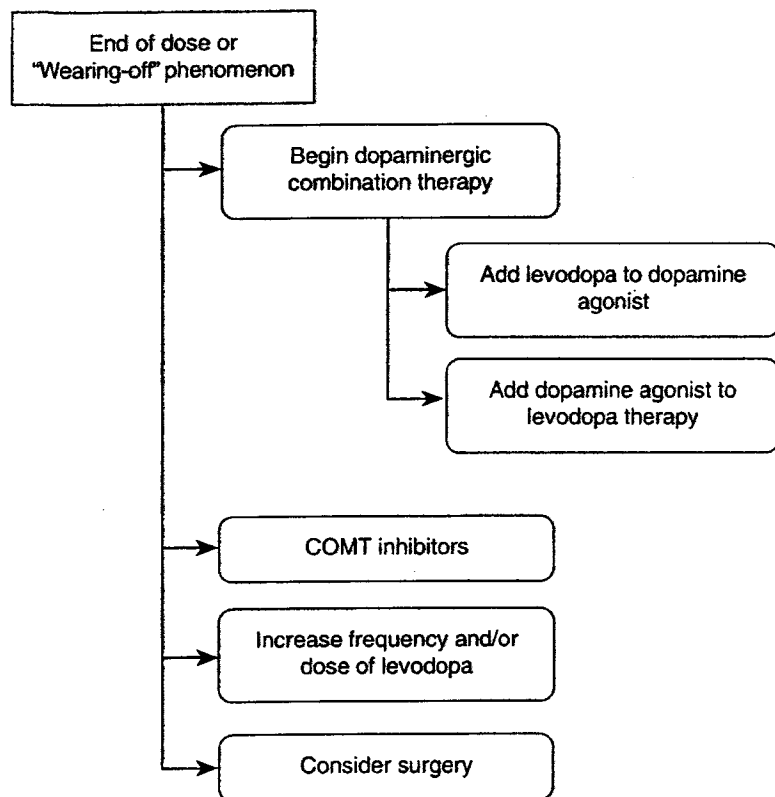 End of dose or
"Wearing-off" phenomenon
Begin dopaminergic
combination therapy
Add levodopa to dopamine
agonist
Add dopamine agonist to
levodopa therapy
COMT inhibitors
Increase frequency and/or
dose of levodopa
Consider surgery